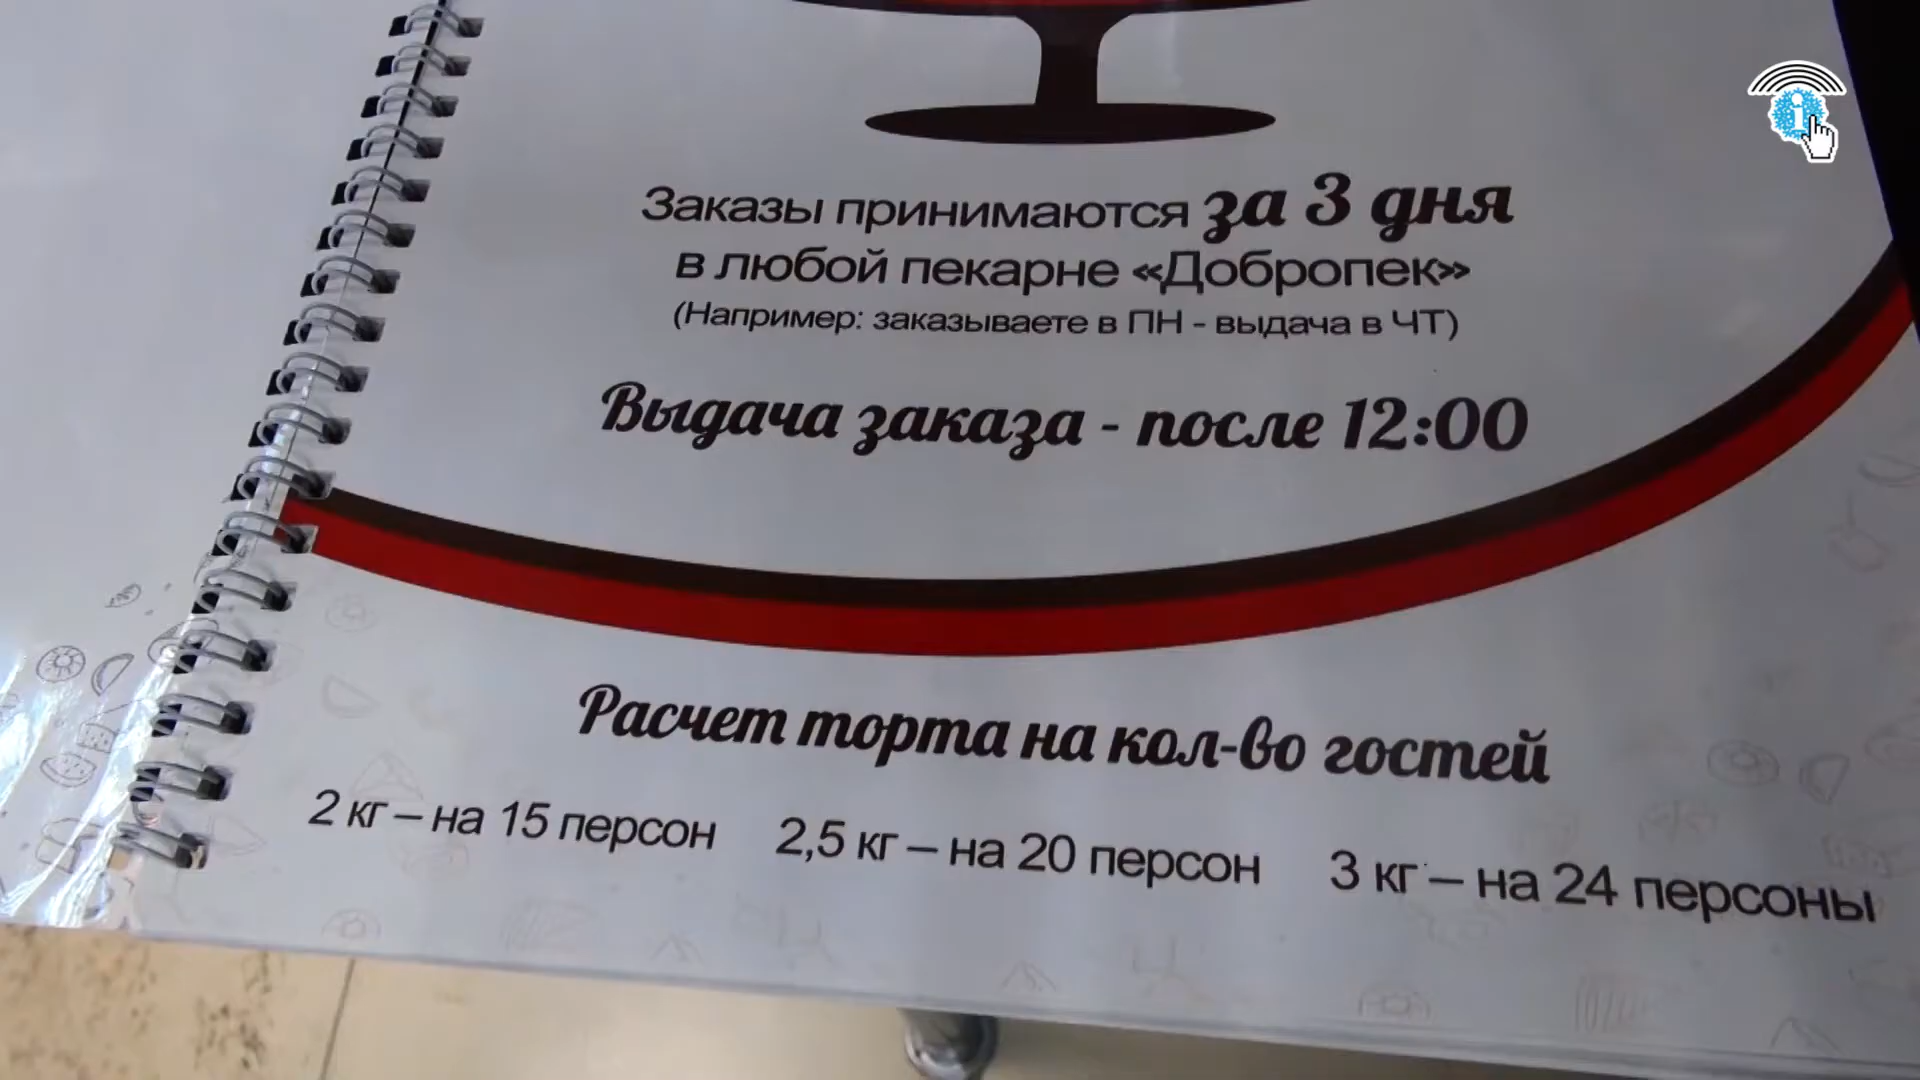 Заказы принимаются за 3 дня
в любой пекарне «Добропек»
(Например: заказываете в ПН - выдача в ЧТ)
Выдача заказа - после 12:00
Расчет торта на кол-во гостей
2 кг – на 15 персон 2,5 кг – на 20 персон 3 кг – на 24 персоны